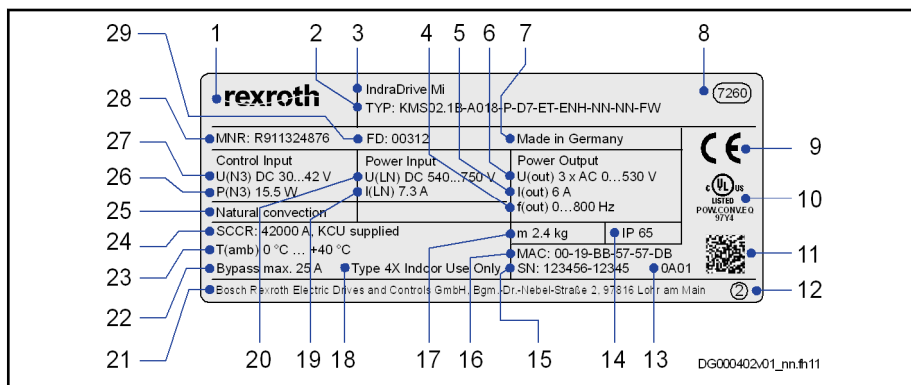 29 1 2 3 4 5 6 7 8
rexroth
IndraDrive Mi
TYP: KMS02.1B-A018-P-D7-ET-ENH-NN-NN-FW
7260
28
MNR: R911324876
FD: 00312
Made in Germany
27
Control Input
Power Input
Power Output
U(N3) DC 30...42 V
U(LN) DC 540...750 V
U(out) 3 x AC 0...530 V
9
26
P(N3) 15.5 W
I(LN) 7.3 A
I(out) 6 A
f(out) 0...800 Hz
C UL US
LISTED
POW.CONV.EQ
97Y4
10
25
Natural convection
24
SCCR: 42000 A, KCU supplied
m 2.4 kg
IP 65
23
T(amb) 0 °C ... +40 °C
MAC: 00-19-BB-57-57-DB
11
22
Bypass max. 25 A
Type 4X Indoor Use Only
SN: 123456-12345
0A01
21
Bosch Rexroth Electric Drives and Controls GmbH, Bgm.-Dr.-Nebel-Straße 2, 97816 Lohr am Main
2
12
20 19 18 17 16 15 14 13
DG000402v01_nn.fh11